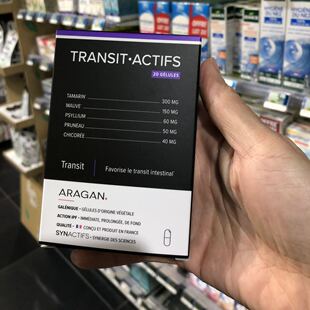 TRANSIT•ACTIFS
20 GÉLULES
TAMARIN 300 MG
MAUVE 150 MG
PSYLLIUM 60 MG
PRUNEAU 50 MG
CHICORÉE 40 MG
Transit Favorise le transit intestinal
ARAGAN.
GALÉNIQUE • GÉLULES D'ORIGINE VÉGÉTALE
ACTION IPF • IMMÉDIATE, PROLONGÉE, DE FOND
QUALITÉ • CONÇU ET PRODUIT EN FRANCE
SYNACTIFS • SYNERGIE DES SCIENCES